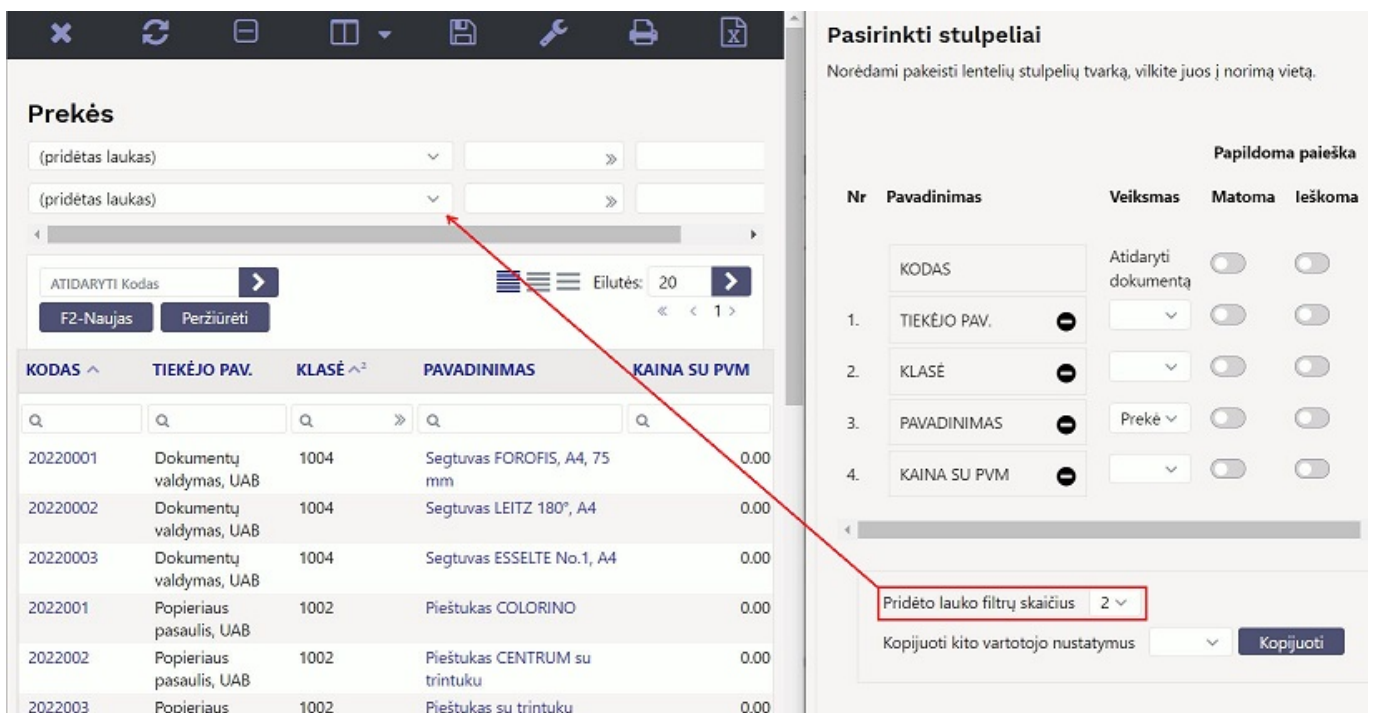 Prekės
(pridėtas laukas)
(pridėtas laukas)
ATIDARYTI Kodas
Eilutės: 20
F2-Naujas Peržiūrėti
« < 1 >
KODAS TIEKĖJO PAV. KLASĖ 2 PAVADINIMAS KAINA SU PVM
20220001 Dokumentų valdymas, UAB 1004 Segtuvas FOROFIS, A4, 75 mm 0.00
20220002 Dokumentų valdymas, UAB 1004 Segtuvas LEITZ 180°, A4 0.00
20220003 Dokumentų valdymas, UAB 1004 Segtuvas ESSELTE No.1, A4 0.00
2022001 Popieriaus pasaulis, UAB 1002 Pieštukas COLORINO 0.00
2022002 Popieriaus pasaulis, UAB 1002 Pieštukas CENTRUM su trintuku 0.00
2022003 Popieriaus 1002 Pieštukas su trintuku 0.00
Pasirinkti stulpeliai
Norėdami pakeisti lentelių stulpelių tvarką, vilkite juos į norimą vietą.
Papildoma paieška
Nr Pavadinimas Veiksmas Matoma Ieškoma
KODAS Atidaryti dokumentą
1. TIEKĖJO PAV.
2. KLASĖ
3. PAVADINIMAS Prekė
4. KAINA SU PVM
Pridėto lauko filtrų skaičius 2
Kopijuoti kito vartotojo nustatymus Kopijuoti